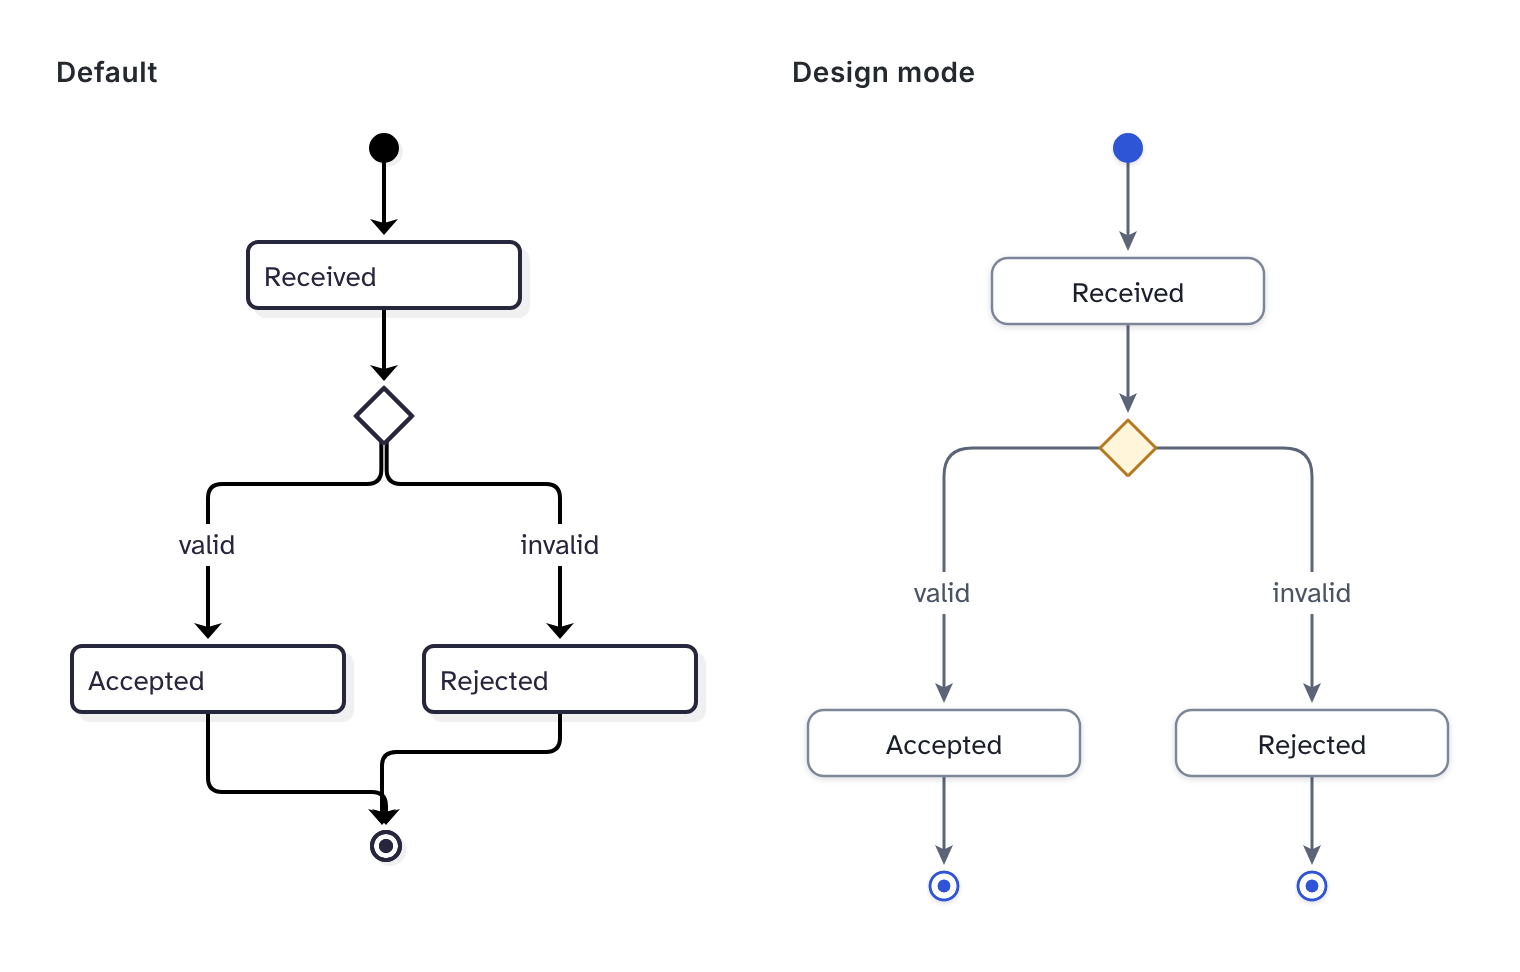 Default
Received
valid
invalid
Accepted
Rejected
Design mode
Received
valid
invalid
Accepted
Rejected